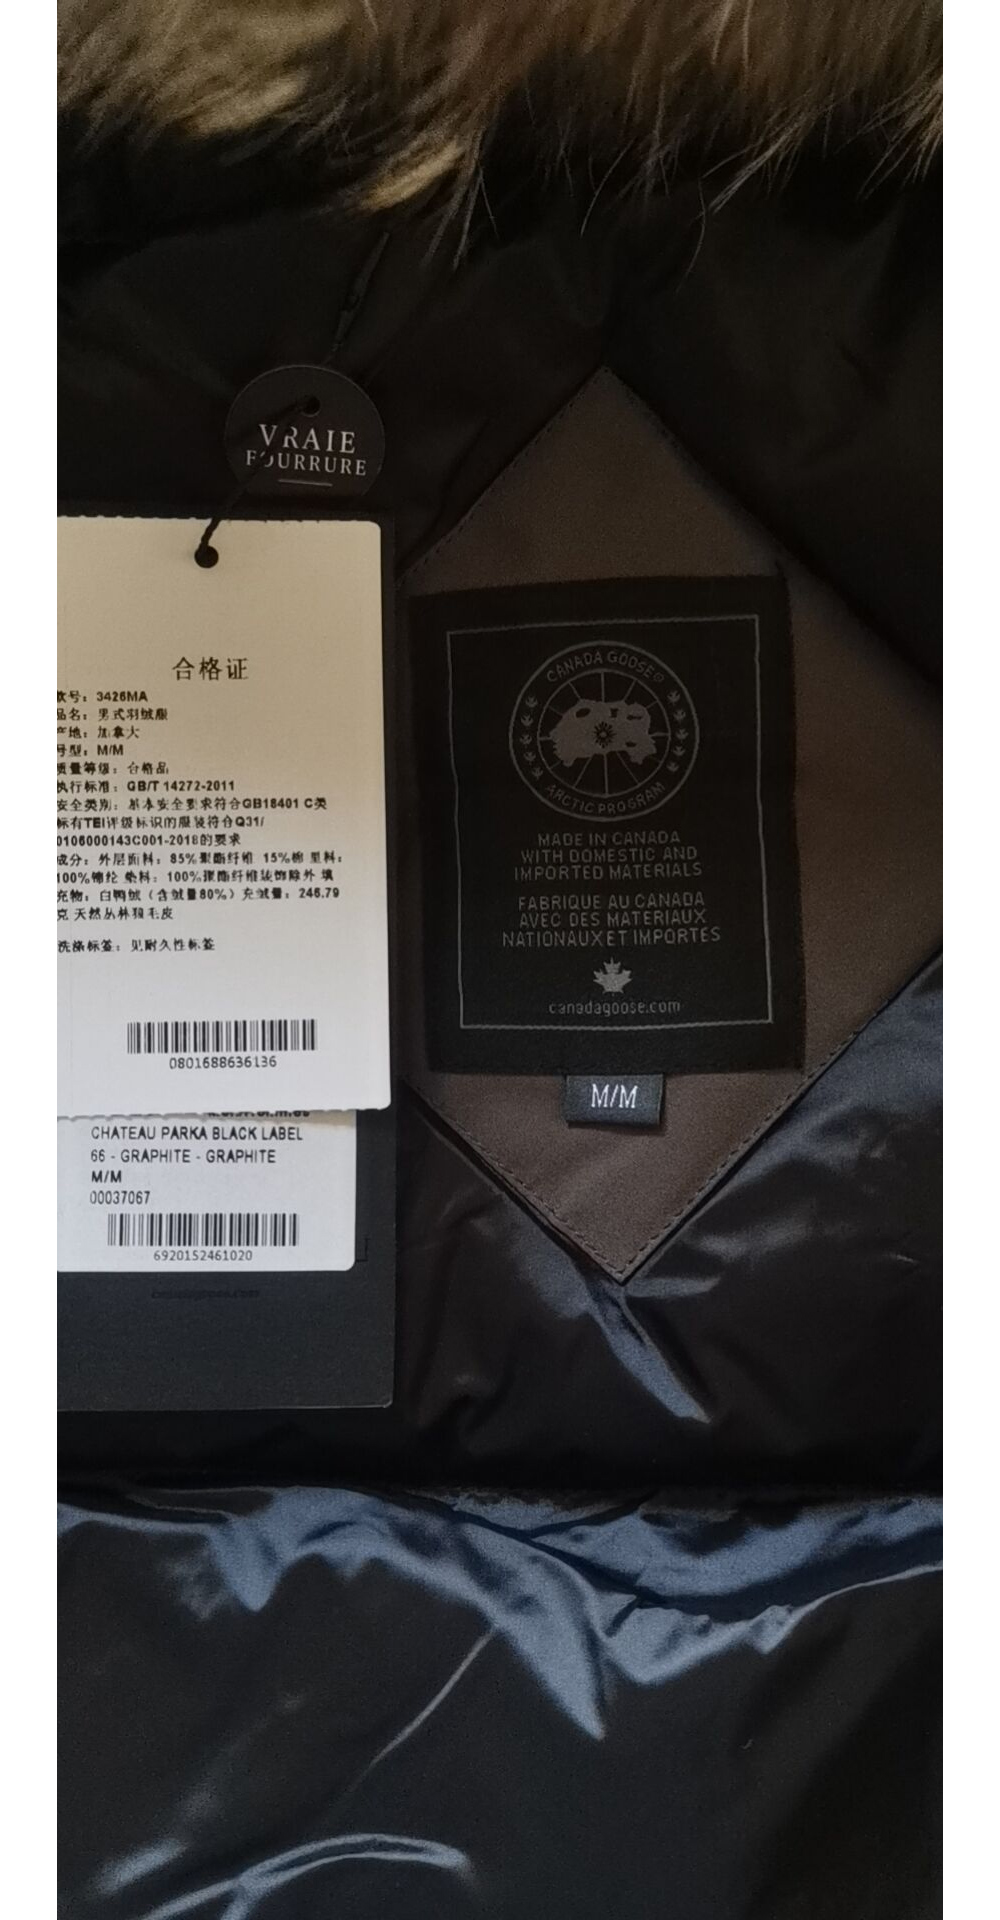 VRAIE
FOURRURE
合格证
款号：3426MA
品名：男式羽绒服
产地：加拿大
号型：M/M
质量等级：合格品
执行标准：GB/T 14272-2011
安全类别：基本安全要求符合GB18401 C类
标有TEI评级标识的服装符合Q31/
0106000143C001-2018的要求
成分：外层面料：85%聚酯纤维 15%棉 里料：
100%锦纶 垫料：100%聚酯纤维装饰除外 填
充物：白鸭绒（含绒量80%）充绒量：246.79
克 天然丛林狼毛皮
洗涤标签：见耐久性标签
0801688636136
CHATEAU PARKA BLACK LABEL
66 - GRAPHITE - GRAPHITE
M/M
00037067
6920152461020
canadagoose.com
CANADA GOOSE®
ARCTIC PROGRAM
MADE IN CANADA
WITH DOMESTIC AND
IMPORTED MATERIALS
FABRIQUE AU CANADA
AVEC DES MATERIAUX
NATIONAUX ET IMPORTES
canadagoose.com
M/M